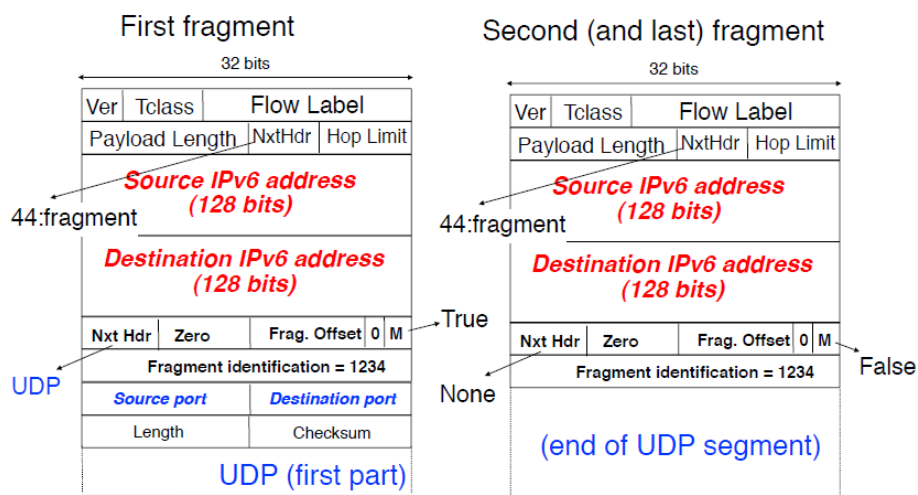 First fragment
32 bits
Ver Tclass Flow Label
Payload Length NxtHdr Hop Limit
Source IPv6 address
(128 bits)
44:fragment
Destination IPv6 address
(128 bits)
True
Nxt Hdr Zero Frag. Offset 0 M
UDP
Fragment identification = 1234
Source port Destination port
Length Checksum
UDP (first part)
Second (and last) fragment
32 bits
Ver Tclass Flow Label
Payload Length NxtHdr Hop Limit
Source IPv6 address
(128 bits)
44:fragment
Destination IPv6 address
(128 bits)
Nxt Hdr Zero Frag. Offset 0 M
False
Fragment identification = 1234
None
(end of UDP segment)